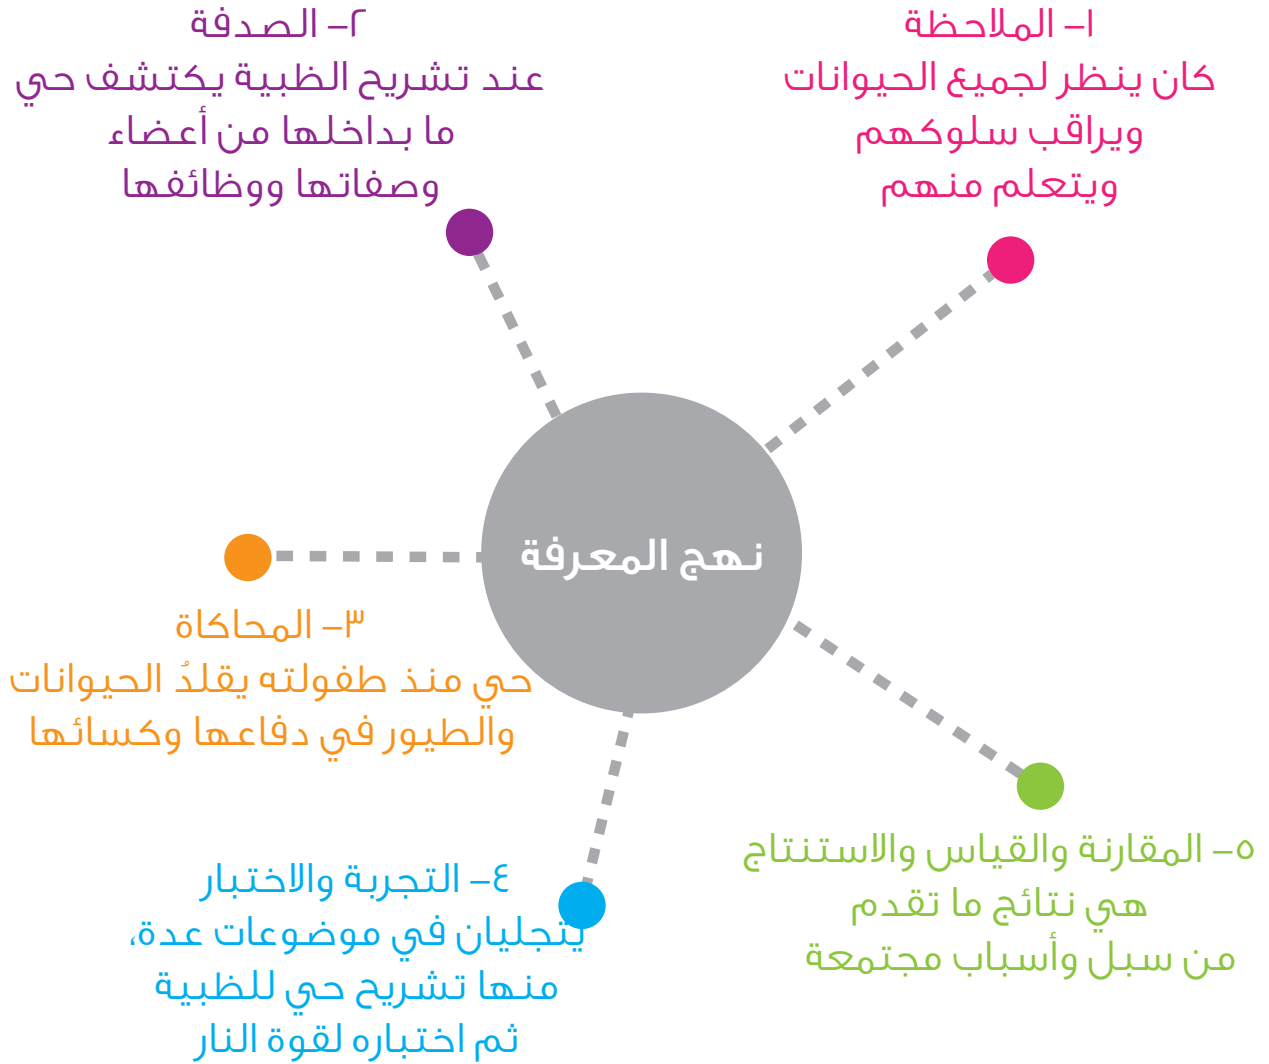 ١- الملاحظة
كان ينظر لجميع الحيوانات
ويراقب سلوكهم
ويتعلم منهم
٢- الصدفة
عند تشريح الظبية يكتشف حي
ما بداخلها من أعضاء
وصفاتها ووظائفها
نهج المعرفة
٣- المحاكاة
حي منذ طفولته يقلدُ الحيوانات
والطيور في دفاعها وكسائها
٤- التجربة والاختبار
يتجليان في موضوعات عدة،
منها تشريح حي للظبية
ثم اختباره لقوة النار
٥- المقارنة والقياس والاستنتاج
هي نتائج ما تقدم
من سبل وأسباب مجتمعة